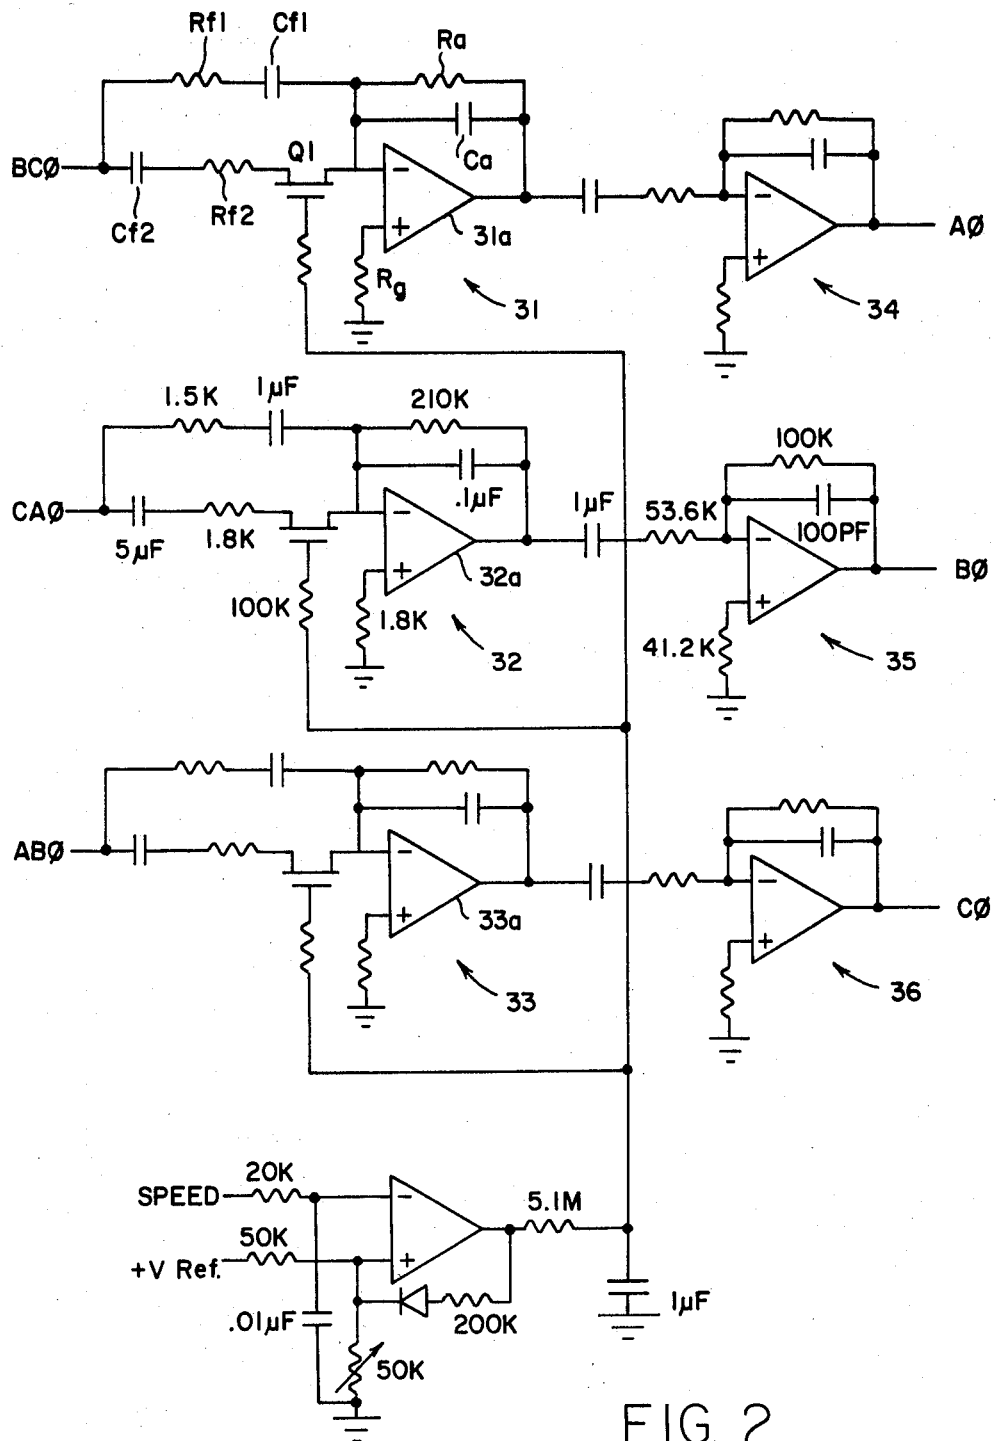 Rf1
Cf1
Ra
BCØ
Q1
Ca
Cf2
Rf2
31a
Rg
31
AØ
34
1.5K
1µF
210K
.1µF
CAØ
5µF
1.8K
100K
1.8K
32a
32
1µF
53.6K
100K
100PF
BØ
41.2K
35
ABØ
33a
33
CØ
36
SPEED
20K
50K
+V Ref.
.01µF
200K
50K
5.1M
1µF
FIG. 2